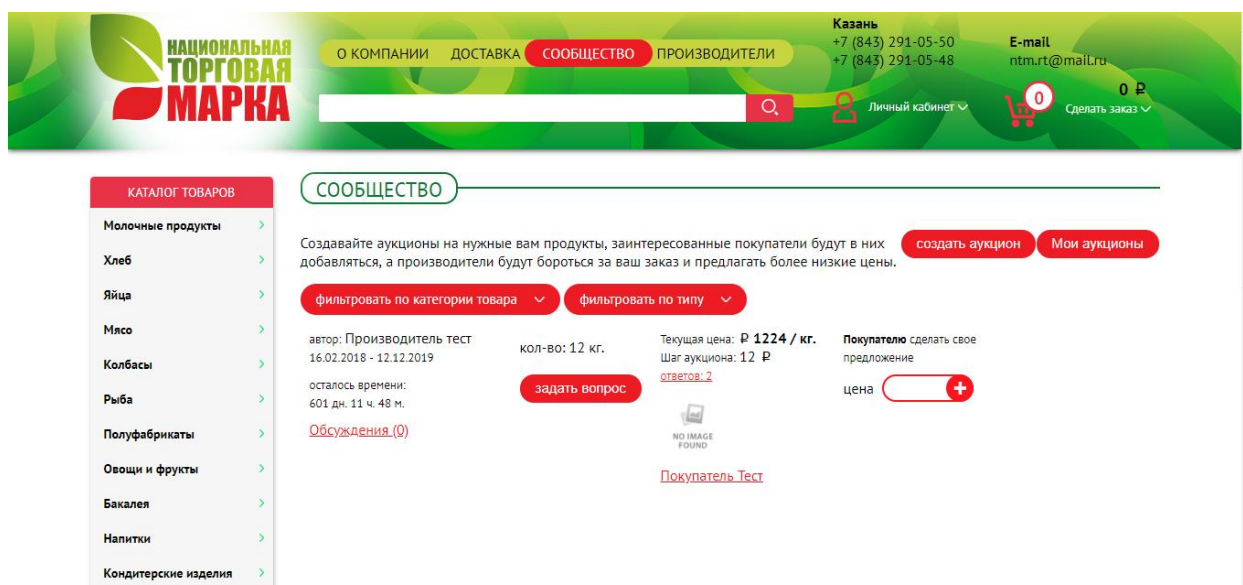 НАЦИОНАЛЬНАЯ
ТОРГОВАЯ
МАРКА
О КОМПАНИИ ДОСТАВКА СООБЩЕСТВО ПРОИЗВОДИТЕЛИ
Казань
+7 (843) 291-05-50
+7 (843) 291-05-48
E-mail
ntm.rt@mail.ru
Личный кабинет
0
0 ₽
Сделать заказ
КАТАЛОГ ТОВАРОВ
Молочные продукты
Хлеб
Яйца
Мясо
Колбасы
Рыба
Полуфабрикаты
Овощи и фрукты
Бакалея
Напитки
Кондитерские изделия
СООБЩЕСТВО
Создавайте аукционы на нужные вам продукты, заинтересованные покупатели будут в них
добавляться, а производители будут бороться за ваш заказ и предлагать более низкие цены.
создать аукцион Мои аукционы
фильтровать по категории товара фильтровать по типу
автор: Производитель тест
16.02.2018 - 12.12.2019
осталось времени:
601 дн. 11 ч. 48 м.
Обсуждения (0)
кол-во: 12 кг.
задать вопрос
Текущая цена: ₽ 1224 / кг.
Шаг аукциона: 12 ₽
ответов: 2
NO IMAGE
FOUND
Покупатель Тест
Покупателю сделать свое
предложение
цена